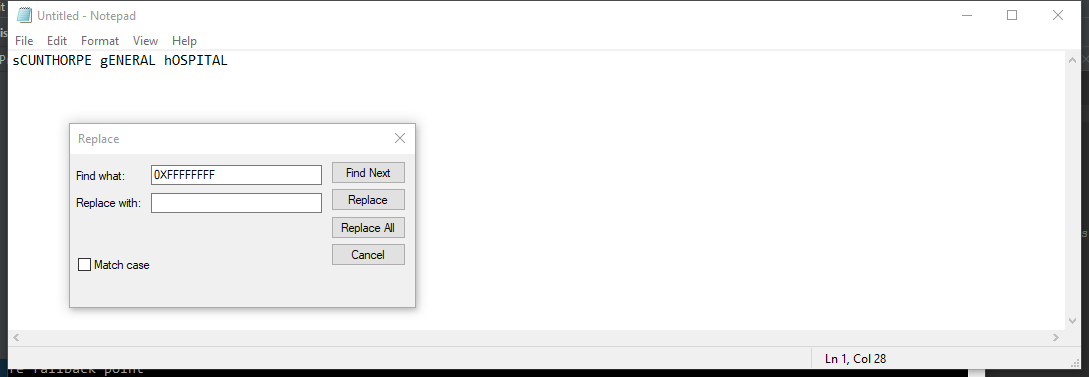 Untitled - Notepad
File Edit Format View Help
sCUNTHORPE gENERAL hOSPITAL
Replace
Find what: 0XFFFFFFFF Find Next
Replace with: Replace
Replace All
Cancel
Match case
Ln 1, Col 28
re fallback point